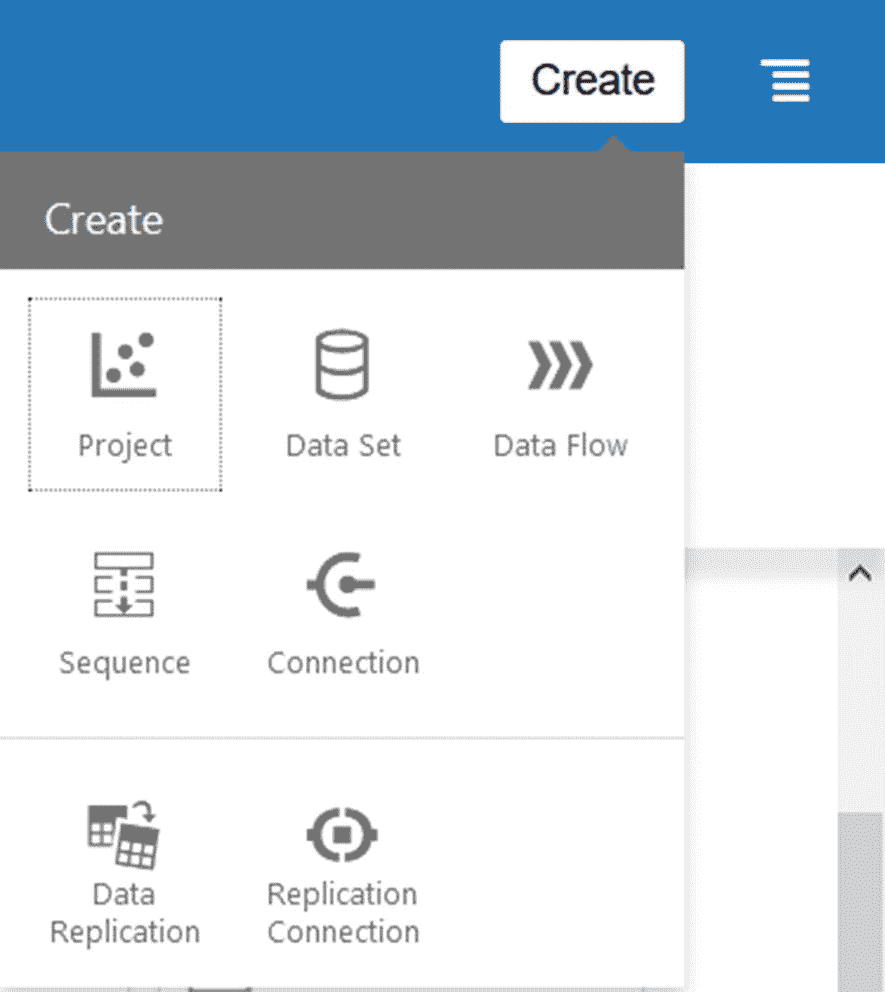 Create
Create
Project
Data Set
Data Flow
Sequence
Connection
Data
Replication
Replication
Connection